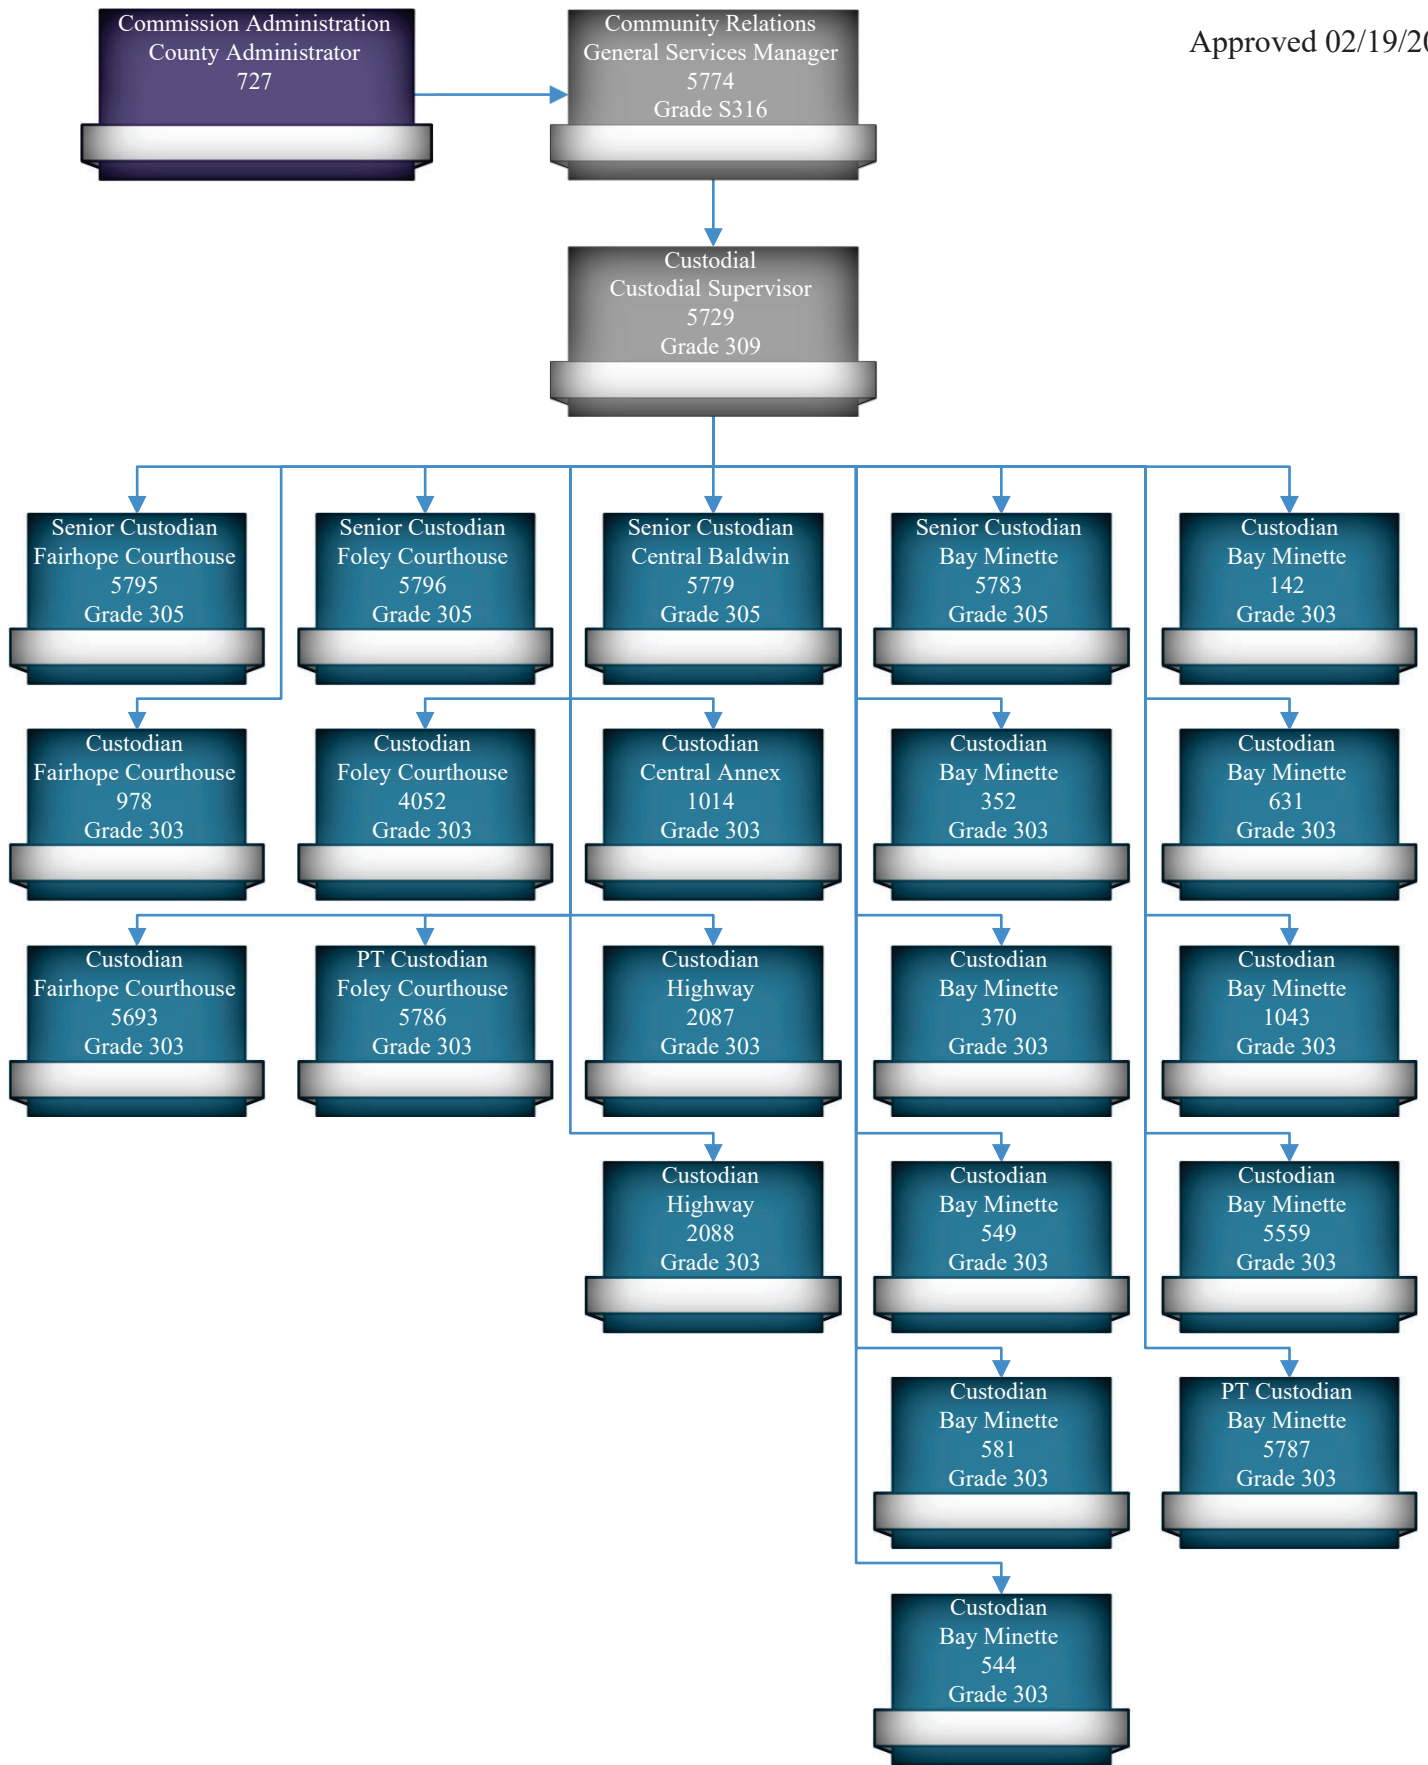 Commission Administration
County Administrator
727
Community Relations
General Services Manager
5774
Grade S316
Approved 02/19/20
Custodial
Custodial Supervisor
5729
Grade 309
Senior Custodian
Fairhope Courthouse
5795
Grade 305
Senior Custodian
Foley Courthouse
5796
Grade 305
Senior Custodian
Central Baldwin
5779
Grade 305
Senior Custodian
Bay Minette
5783
Grade 305
Custodian
Bay Minette
142
Grade 303
Custodian
Fairhope Courthouse
978
Grade 303
Custodian
Foley Courthouse
4052
Grade 303
Custodian
Central Annex
1014
Grade 303
Custodian
Bay Minette
352
Grade 303
Custodian
Bay Minette
631
Grade 303
Custodian
Fairhope Courthouse
5693
Grade 303
PT Custodian
Foley Courthouse
5786
Grade 303
Custodian
Highway
2087
Grade 303
Custodian
Bay Minette
370
Grade 303
Custodian
Bay Minette
1043
Grade 303
Custodian
Highway
2088
Grade 303
Custodian
Bay Minette
549
Grade 303
Custodian
Bay Minette
5559
Grade 303
Custodian
Bay Minette
581
Grade 303
PT Custodian
Bay Minette
5787
Grade 303
Custodian
Bay Minette
544
Grade 303